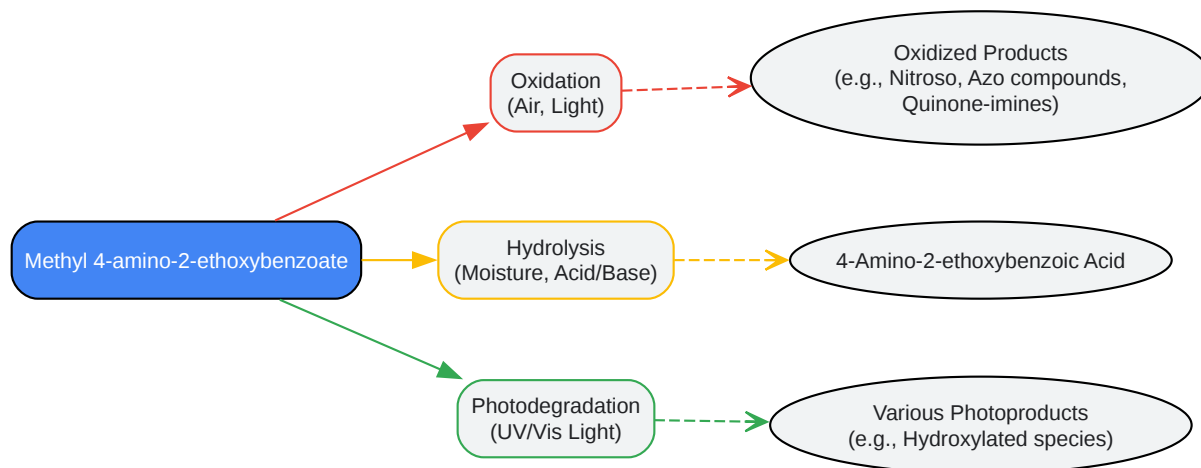 Oxidation
(Air, Light)
Oxidized Products
(e.g., Nitroso, Azo compounds,
Quinone-imines)
Methyl 4-amino-2-ethoxybenzoate
Hydrolysis
(Moisture, Acid/Base)
4-Amino-2-ethoxybenzoic Acid
Photodegradation
(UV/Vis Light)
Various Photoproducts
(e.g., Hydroxylated species)